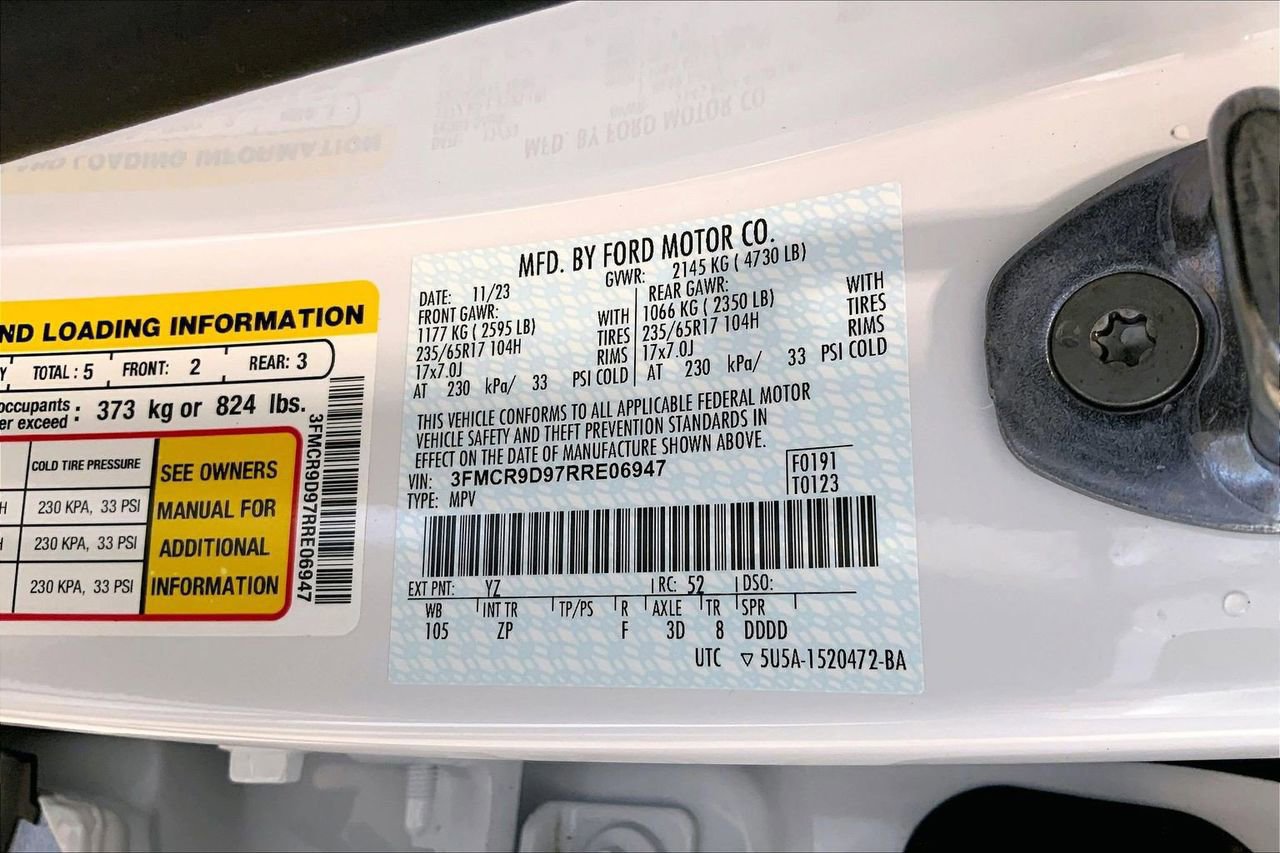 ND LOADING INFORMATION
Y TOTAL : 5 FRONT: 2 REAR: 3
occupants
er exceed : 373 kg or 824 lbs.
COLD TIRE PRESSURE
H 230 KPA, 33 PSI
230 KPA, 33 PSI
230 KPA, 33 PSI
SEE OWNERS
MANUAL FOR
ADDITIONAL
INFORMATION
3FMCR9D97RRE06947
MFD. BY FORD MOTOR CO.
DATE: 11/23 GVWR: 2145 KG ( 4730 LB)
FRONT GAWR: WITH REAR GAWR: WITH
1177 KG ( 2595 LB) TIRES 1066 KG ( 2350 LB) TIRES
235/65R17 104H RIMS 235/65R17 104H RIMS
17x7.0J 17x7.0J
AT 230 kPa/ 33 PSI COLD AT 230 kPa/ 33 PSI COLD
THIS VEHICLE CONFORMS TO ALL APPLICABLE FEDERAL MOTOR
VEHICLE SAFETY AND THEFT PREVENTION STANDARDS IN
EFFECT ON THE DATE OF MANUFACTURE SHOWN ABOVE.
VIN: 3FMCR9D97RRE06947 F0191
TYPE: MPV T0123
EXT PNT: YZ RC: 52 DSO:
WB INT TR TP/PS R AXLE TR SPR
105 ZP F 3D 8 DDDD
UTC ▽ 5U5A-1520472-BA